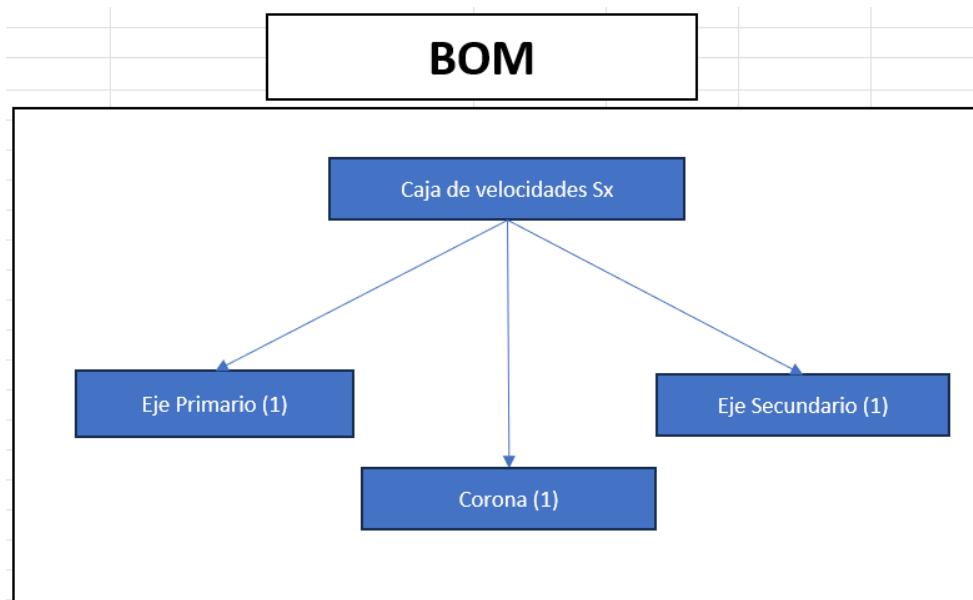 BOM
Caja de velocidades Sx
Eje Primario (1)
Eje Secundario (1)
Corona (1)